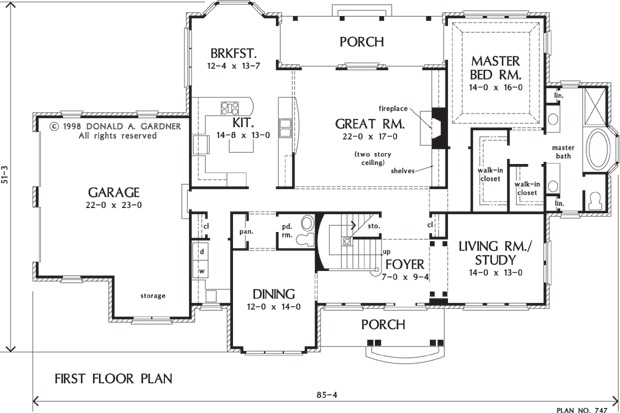 BRKFST.
12-4 x 13-7
PORCH
MASTER
BED RM.
14-0 x 16-0
lin.
© 1998 DONALD A. GARDNER
All rights reserved
KIT.
14-8 x 13-0
fireplace
GREAT RM.
22-0 x 17-0
(two story
ceiling)
shelves
master
bath
walk-in
closet
walk-in
closet
lin.
51-3
GARAGE
22-0 x 23-0
cl
pan.
pd.
rm.
sto.
cl
d
w
up
FOYER
7-0 x 9-4
LIVING RM./
STUDY
14-0 x 13-0
storage
DINING
12-0 x 14-0
PORCH
FIRST FLOOR PLAN
85-4
PLAN NO. 747